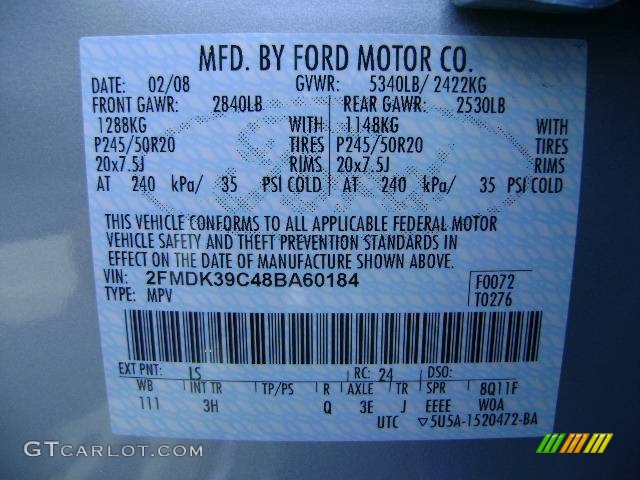 MFD. BY FORD MOTOR CO.
DATE: 02/08 GVWR: 5340LB/ 2422KG
FRONT GAWR: 2840LB REAR GAWR: 2530LB
1288KG WITH 1148KG WITH
P245/50R20 TIRES P245/50R20 TIRES
20x7.5J RIMS 20x7.5J RIMS
AT 240 kPa/ 35 PSI COLD AT 240 kPa/ 35 PSI COLD
THIS VEHICLE CONFORMS TO ALL APPLICABLE FEDERAL MOTOR
VEHICLE SAFETY AND THEFT PREVENTION STANDARDS IN
EFFECT ON THE DATE OF MANUFACTURE SHOWN ABOVE.
VIN: 2FMDK39C48BA60184 F0072
TYPE: MPV T0276
EXT PNT: LS RC: 24 DSO:
WB INT TR TP/PS R AXLE TR SPR 8Q11F
111 3H Q 3E J EEEE WOA
UTC ▽5U5A-1520472-BA
GTCARLOT.COM